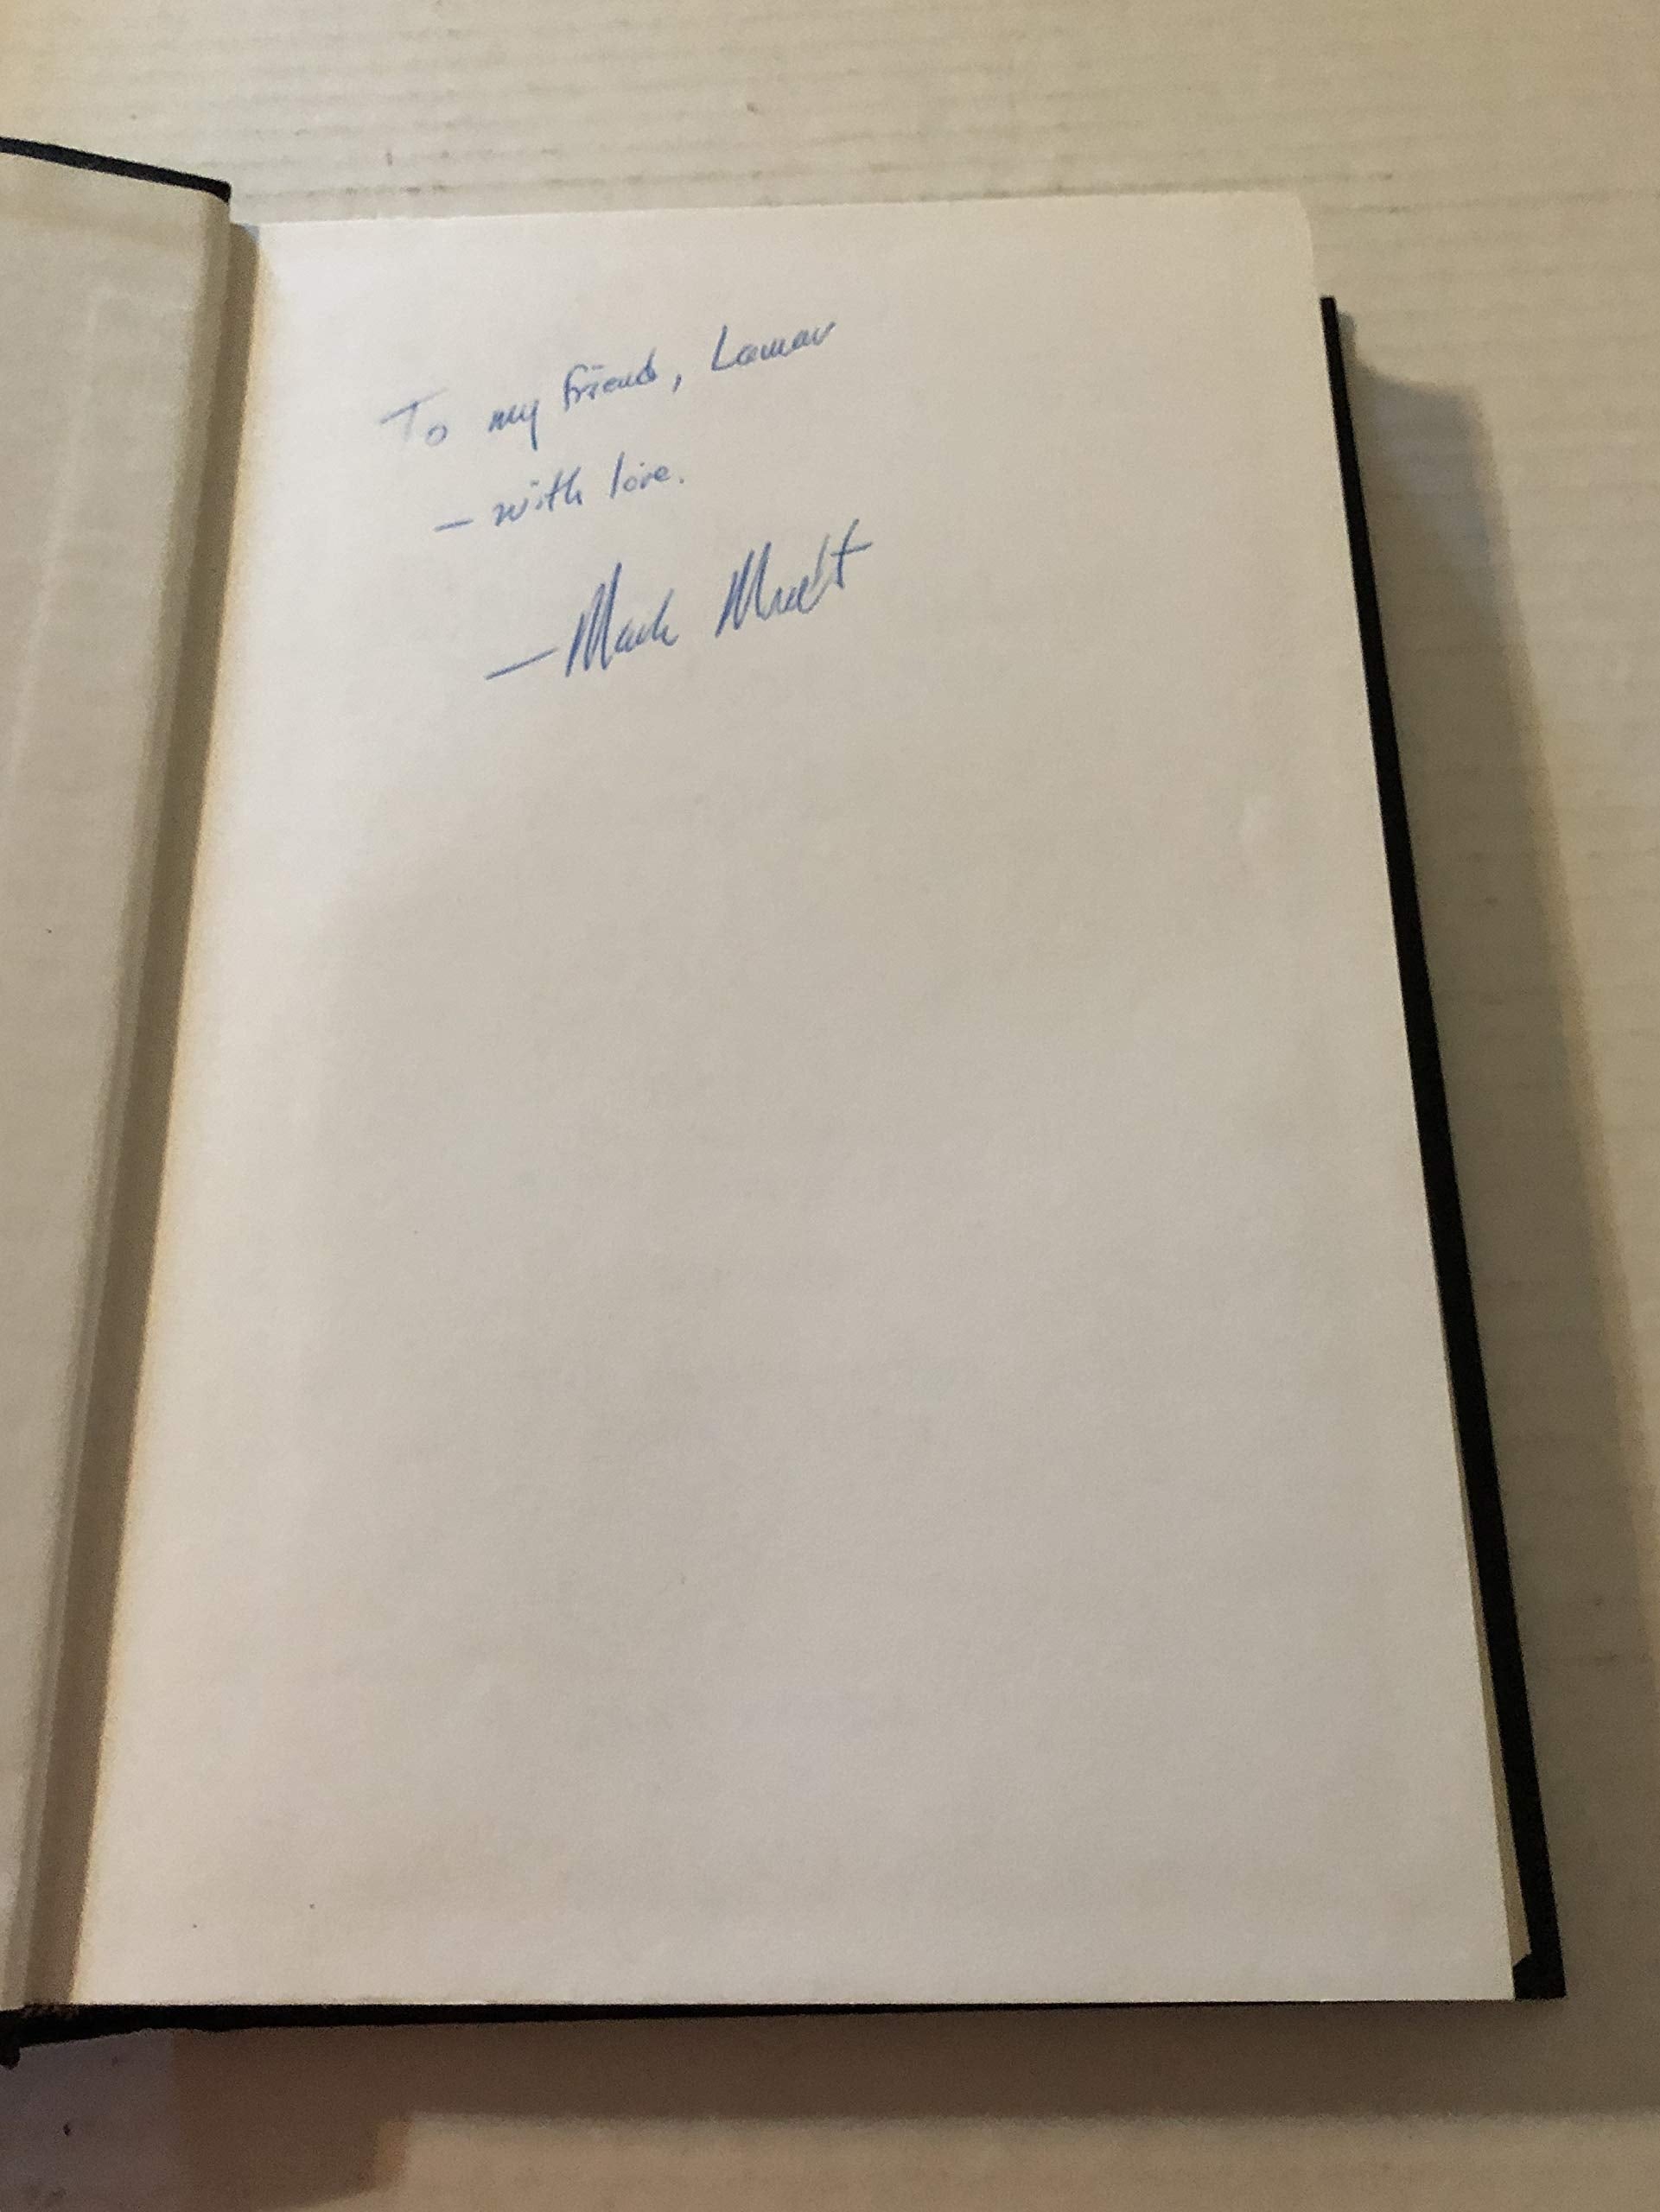 To my friend, Lamar
— with love.
— Mark